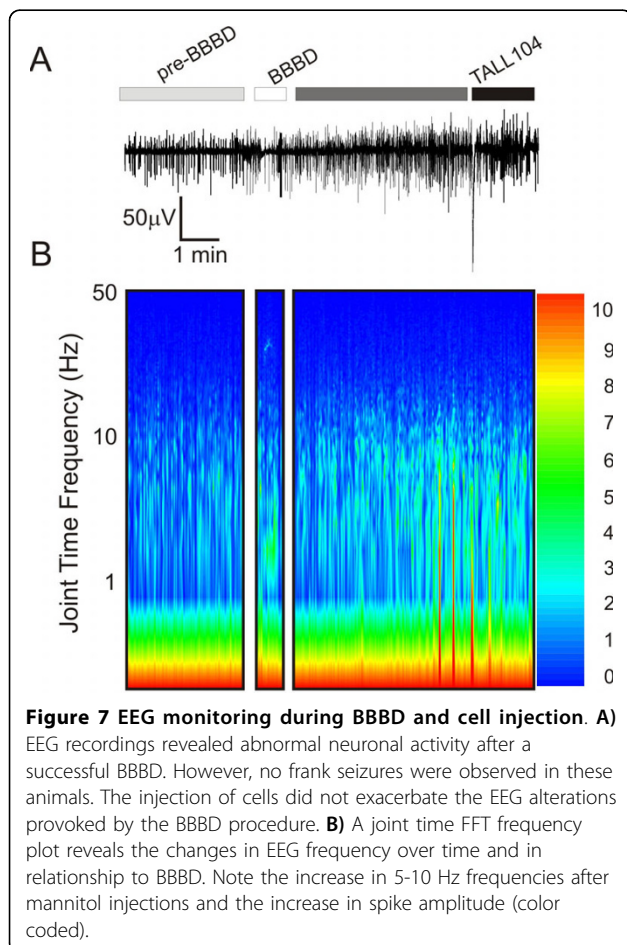 A
pre-BBBD
BBBD
TALL104
50µV
1 min
B
Joint Time Frequency (Hz)
50
10
1
10
9
8
7
6
5
4
3
2
1
0
Figure 7 EEG monitoring during BBBD and cell injection. A)
EEG recordings revealed abnormal neuronal activity after a
successful BBBD. However, no frank seizures were observed in these
animals. The injection of cells did not exacerbate the EEG alterations
provoked by the BBBD procedure. B) A joint time FFT frequency
plot reveals the changes in EEG frequency over time and in
relationship to BBBD. Note the increase in 5-10 Hz frequencies after
mannitol injections and the increase in spike amplitude (color
coded).